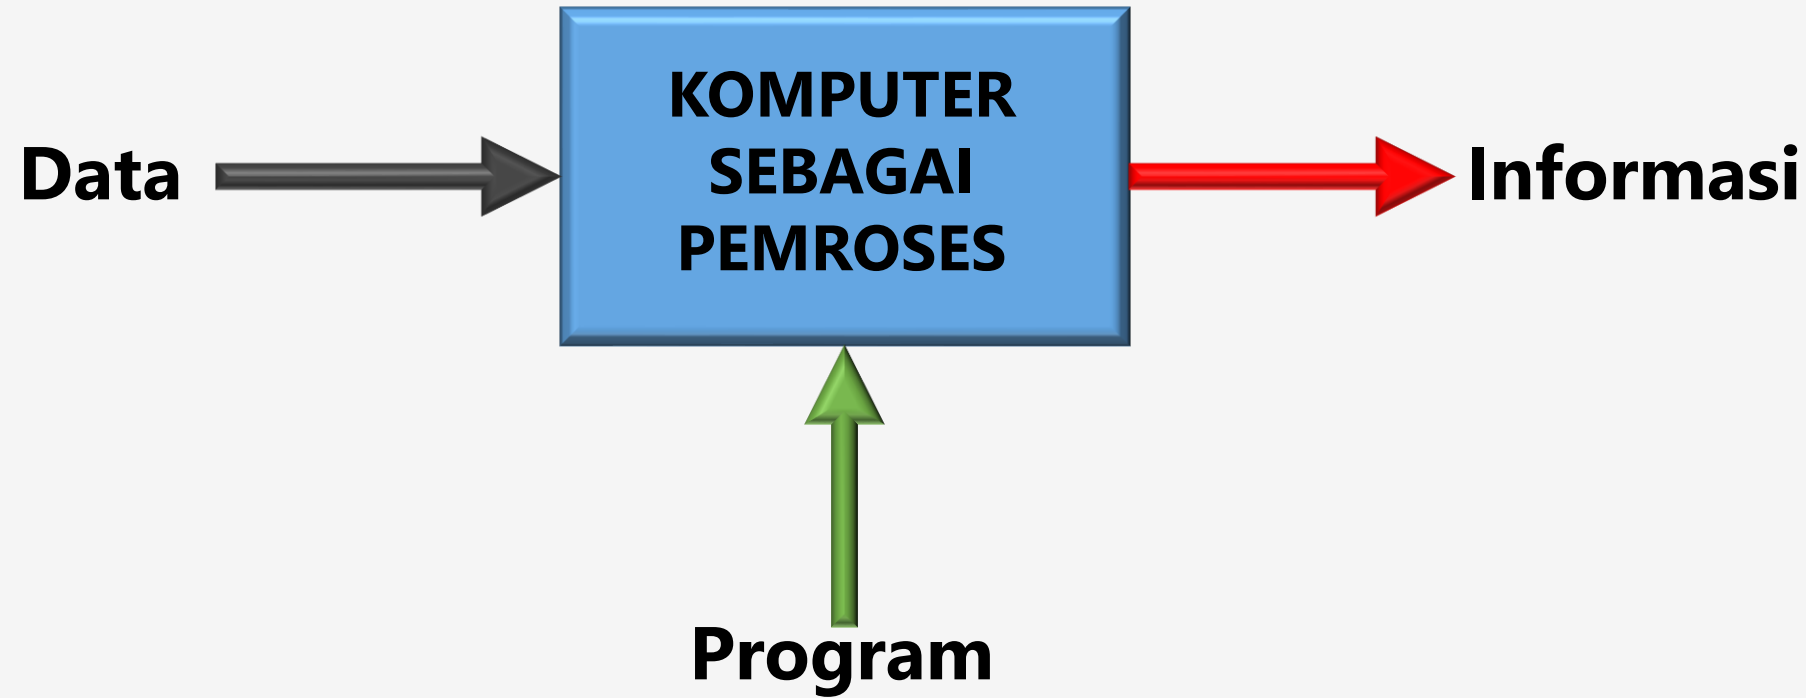 KOMPUTER
SEBAGAI
PEMROSES
Data
Informasi
Program